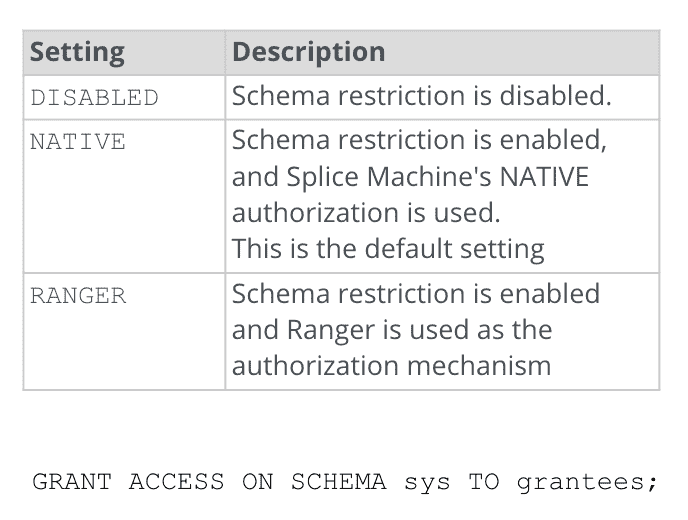 Setting Description
DISABLED Schema restriction is disabled.
NATIVE Schema restriction is enabled,
and Splice Machine's NATIVE
authorization is used.
This is the default setting
RANGER Schema restriction is enabled
and Ranger is used as the
authorization mechanism
GRANT ACCESS ON SCHEMA sys TO grantees;